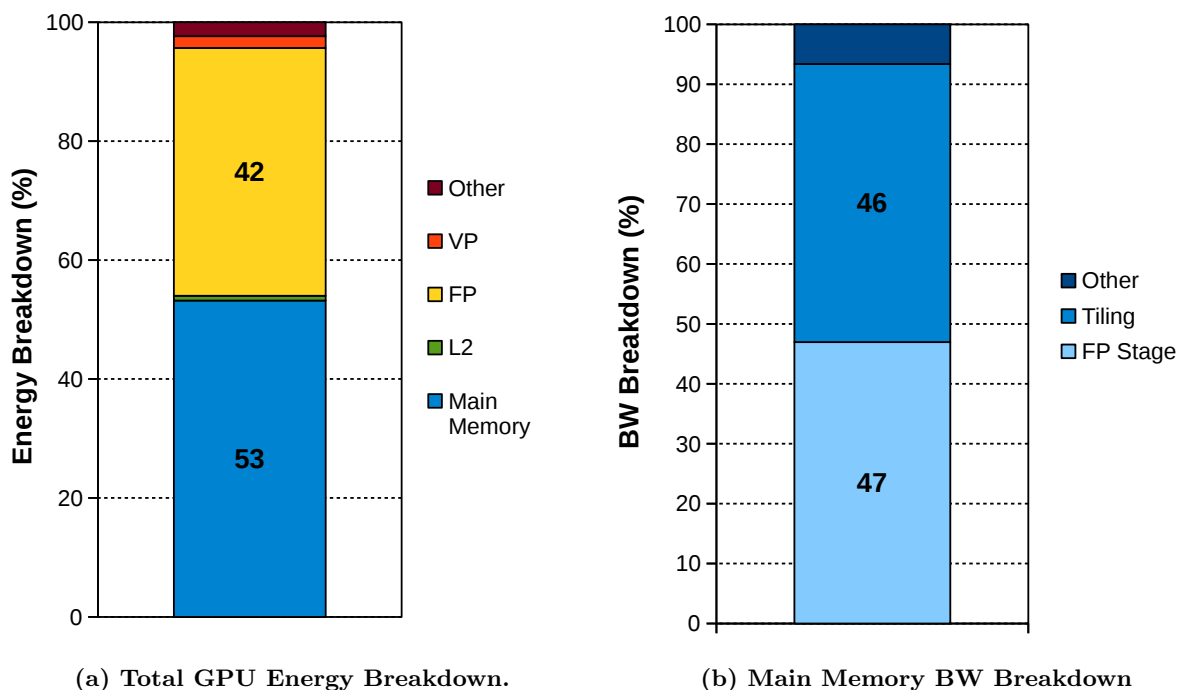 Energy Breakdown (%)
100
80
60
40
20
0
42
53
Other
VP
FP
L2
Main
Memory
(a) Total GPU Energy Breakdown.
BW Breakdown (%)
100
90
80
70
60
50
40
30
20
10
0
46
47
Other
Tiling
FP Stage
(b) Main Memory BW Breakdown